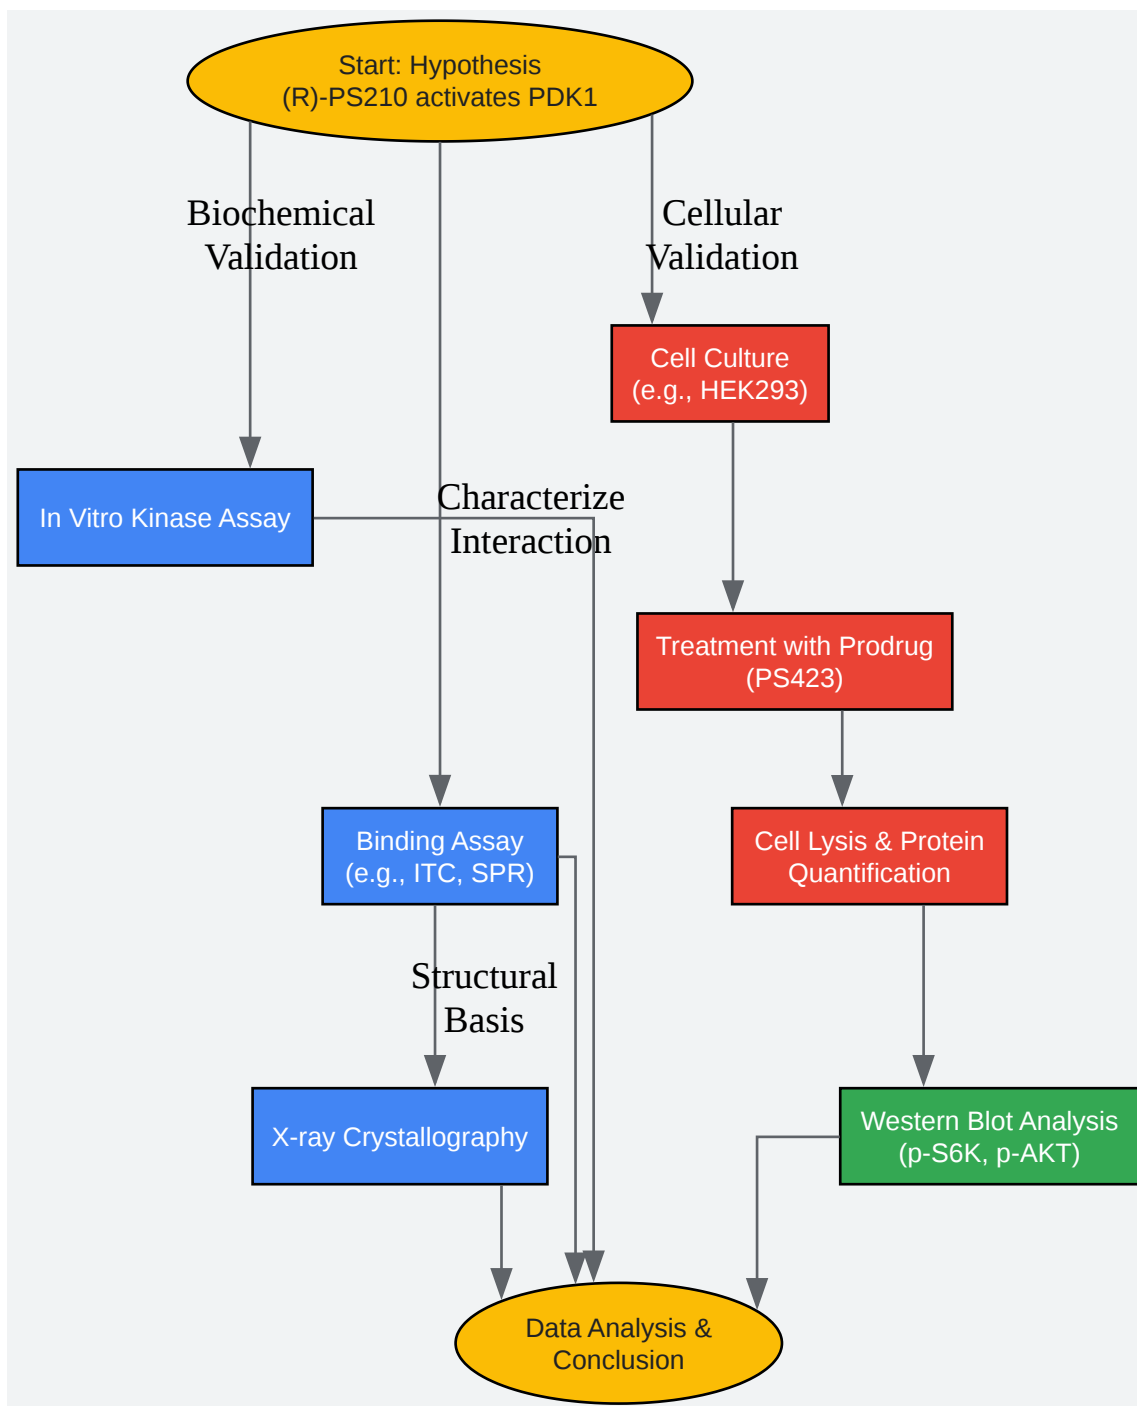 Start: Hypothesis
(R)-PS210 activates PDK1
Biochemical
Validation
Cellular
Validation
Cell Culture
(e.g., HEK293)
In Vitro Kinase Assay
Characterize
Interaction
Treatment with Prodrug
(PS423)
Binding Assay
(e.g., ITC, SPR)
Cell Lysis & Protein
Quantification
Structural
Basis
X-ray Crystallography
Western Blot Analysis
(p-S6K, p-AKT)
Data Analysis &
Conclusion